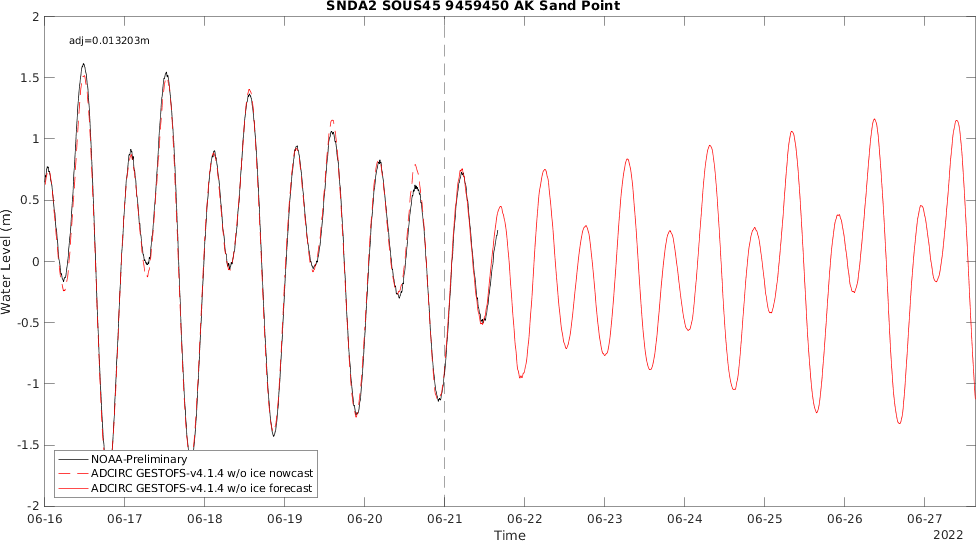 SNDA2 SOUS45 9459450 AK Sand Point
adj=0.013203m
2
1.5
1
0.5
0
-0.5
-1
-1.5
-2
Water Level (m)
NOAA-Preliminary
ADCIRC GESTOFS-v4.1.4 w/o ice nowcast
ADCIRC GESTOFS-v4.1.4 w/o ice forecast
06-16 06-17 06-18 06-19 06-20 06-21 06-22 06-23 06-24 06-25 06-26 06-27
Time
2022